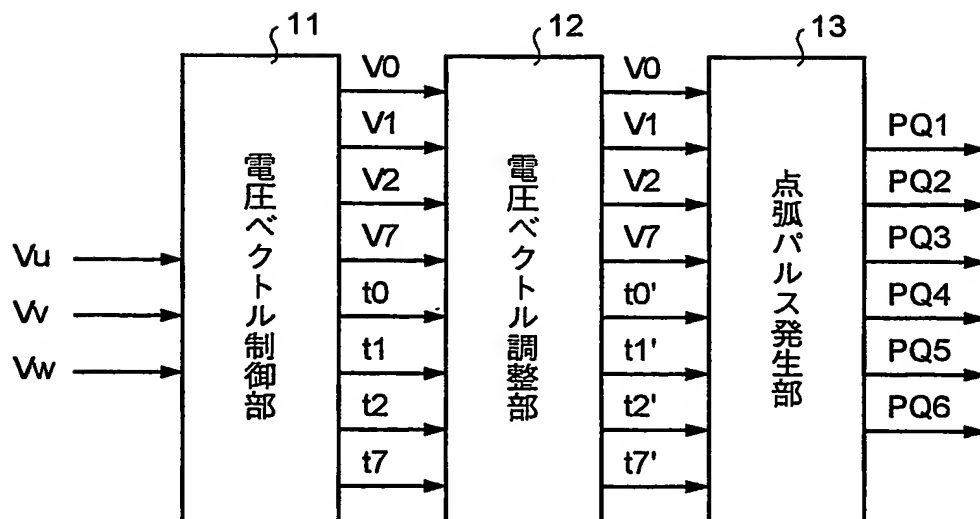 11
12
13
Vu
Vv
Vw
電圧ベクトル制御部
V0
V1
V2
V7
t0
t1
t2
t7
電圧ベクトル調整部
V0
V1
V2
V7
t0'
t1'
t2'
t7'
点弧パルス発生部
PQ1
PQ2
PQ3
PQ4
PQ5
PQ6